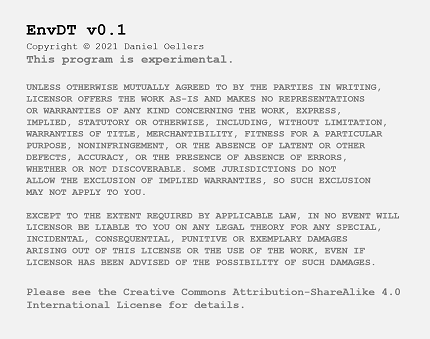 EnvDT v0.1
Copyright © 2021 Daniel Oellers
This program is experimental.
UNLESS OTHERWISE MUTUALLY AGREED TO BY THE PARTIES IN WRITING,
LICENSOR OFFERS THE WORK AS-IS AND MAKES NO REPRESENTATIONS
OR WARRANTIES OF ANY KIND CONCERNING THE WORK, EXPRESS,
IMPLIED, STATUTORY OR OTHERWISE, INCLUDING, WITHOUT LIMITATION,
WARRANTIES OF TITLE, MERCHANTIBILITY, FITNESS FOR A PARTICULAR
PURPOSE, NONINFRINGEMENT, OR THE ABSENCE OF LATENT OR OTHER
DEFECTS, ACCURACY, OR THE PRESENCE OF ABSENCE OF ERRORS,
WHETHER OR NOT DISCOVERABLE. SOME JURISDICTIONS DO NOT
ALLOW THE EXCLUSION OF IMPLIED WARRANTIES, SO SUCH EXCLUSION
MAY NOT APPLY TO YOU.
EXCEPT TO THE EXTENT REQUIRED BY APPLICABLE LAW, IN NO EVENT WILL
LICENSOR BE LIABLE TO YOU ON ANY LEGAL THEORY FOR ANY SPECIAL,
INCIDENTAL, CONSEQUENTIAL, PUNITIVE OR EXEMPLARY DAMAGES
ARISING OUT OF THIS LICENSE OR THE USE OF THE WORK, EVEN IF
LICENSOR HAS BEEN ADVISED OF THE POSSIBILITY OF SUCH DAMAGES.
Please see the Creative Commons Attribution-ShareAlike 4.0
International License for details.